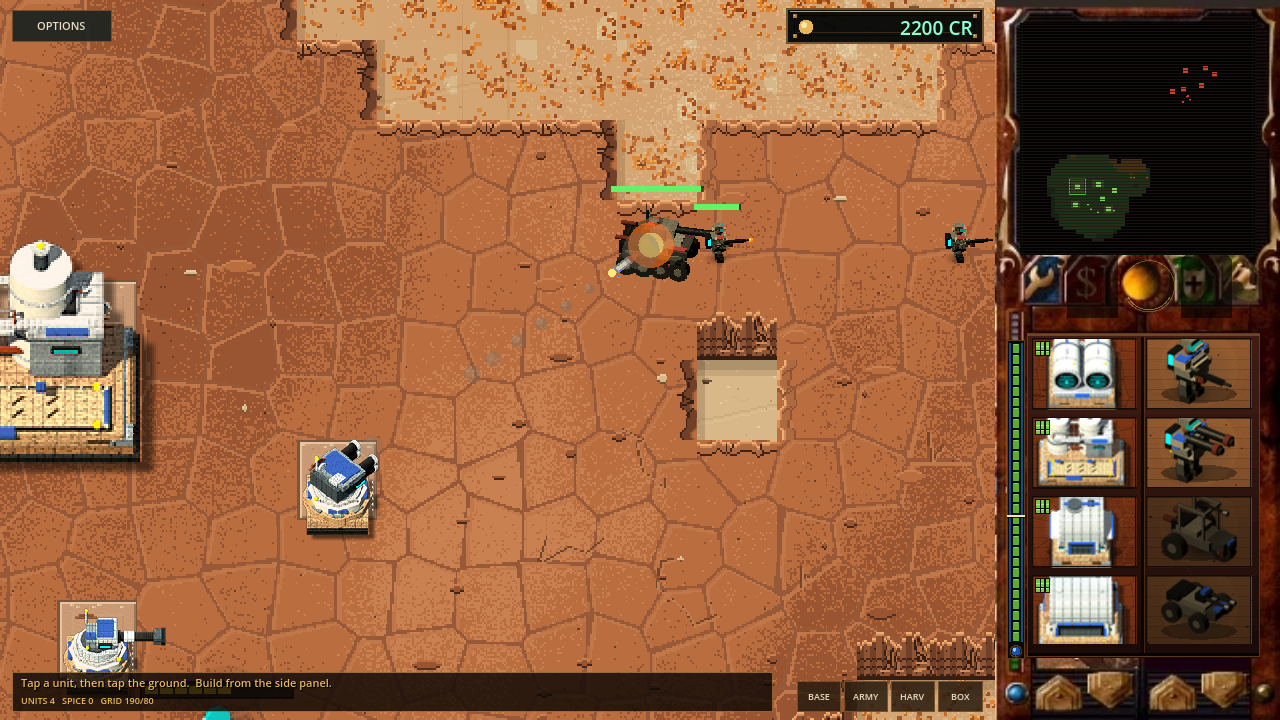 OPTIONS
2200 CR
$
Tap a unit, then tap the ground. Build from the side panel.
UNITS 4 SPICE 0 GRID 190/80
BASE
ARMY
HARV
BOX